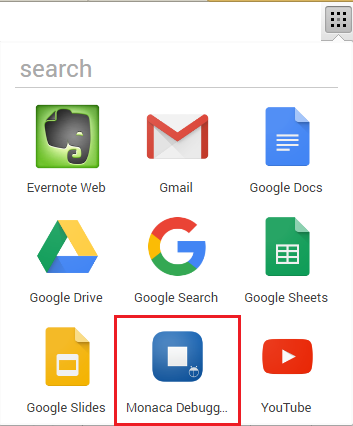 search
Evernote Web
Gmail
Google Docs
Google Drive
Google Search
Google Sheets
Google Slides
Monaca Debugg...
YouTube